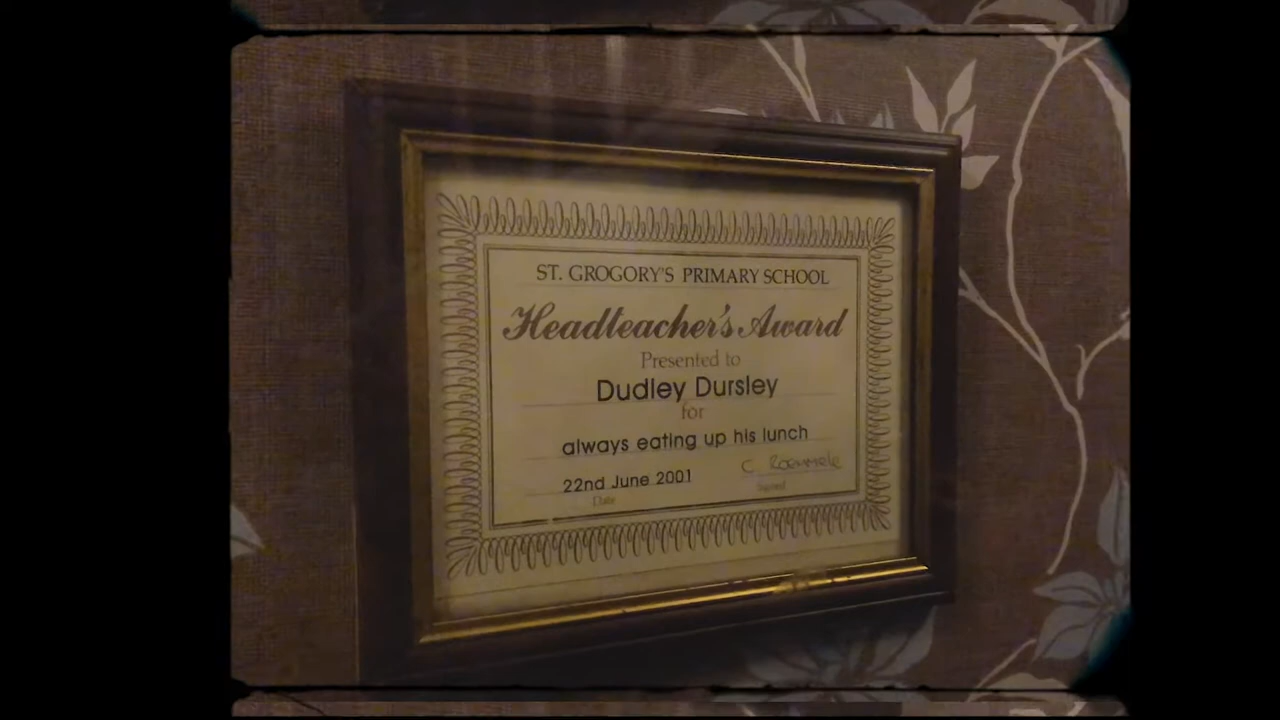 ST. GROGORY'S PRIMARY SCHOOL
Headteacher's Award
Presented to
Dudley Dursley
for
always eating up his lunch
22nd June 2001
C. Roemmele
Date
Signed